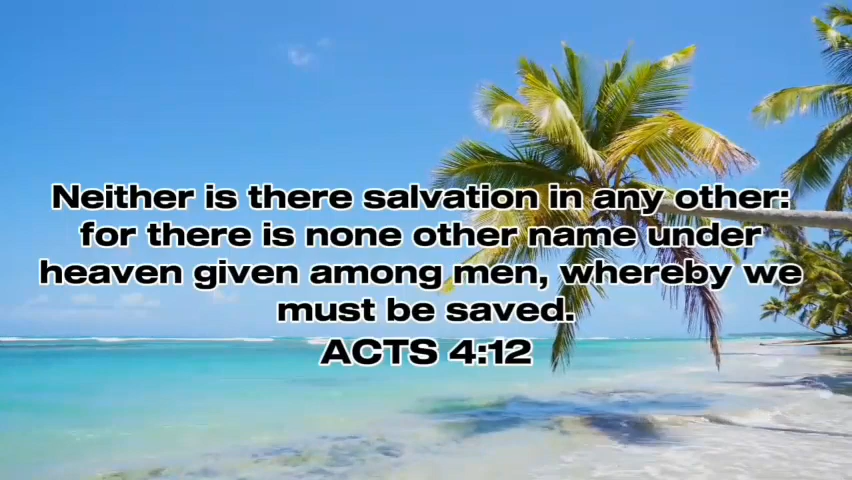 Neither is there salvation in any other:
for there is none other name under
heaven given among men, whereby we
must be saved.
ACTS 4:12